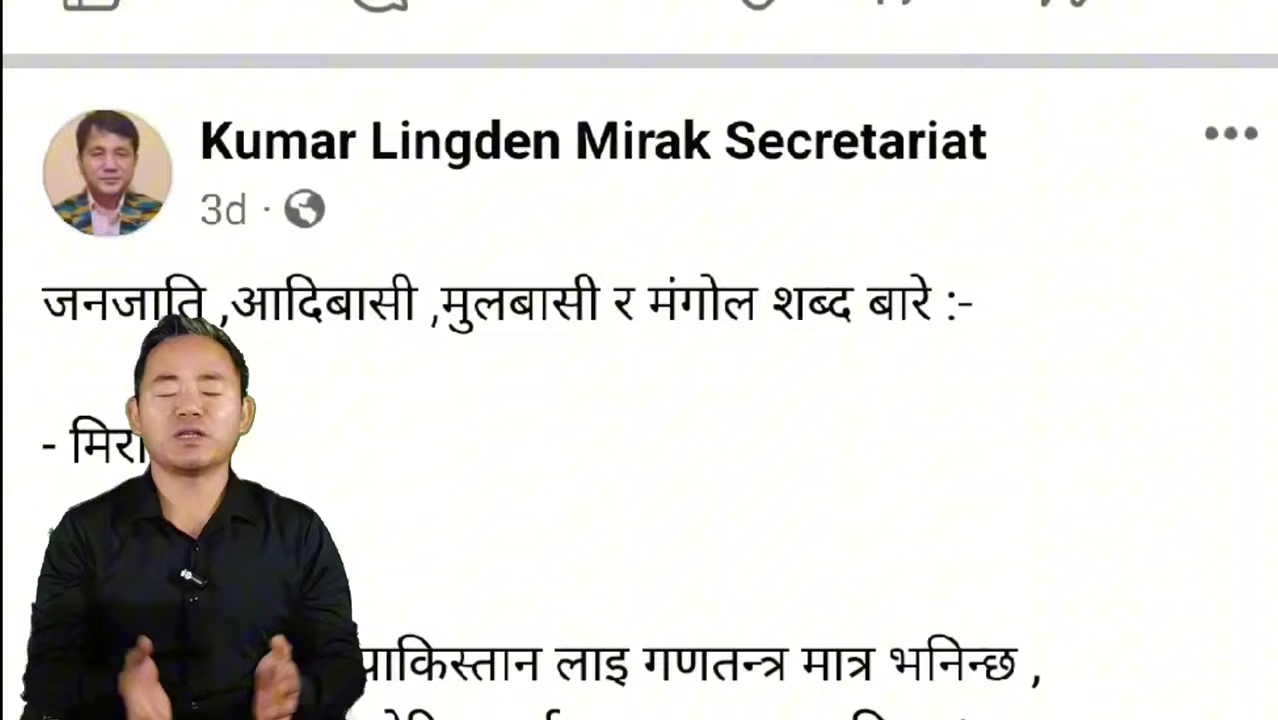 Kumar Lingden Mirak Secretariat
3d ·
जनजाति ,आदिबासी ,मुलबासी र मंगोल शब्द बारे :-
-
पाकिस्तान लाइ गणतन्त्र मात्र भनिन्छ ,